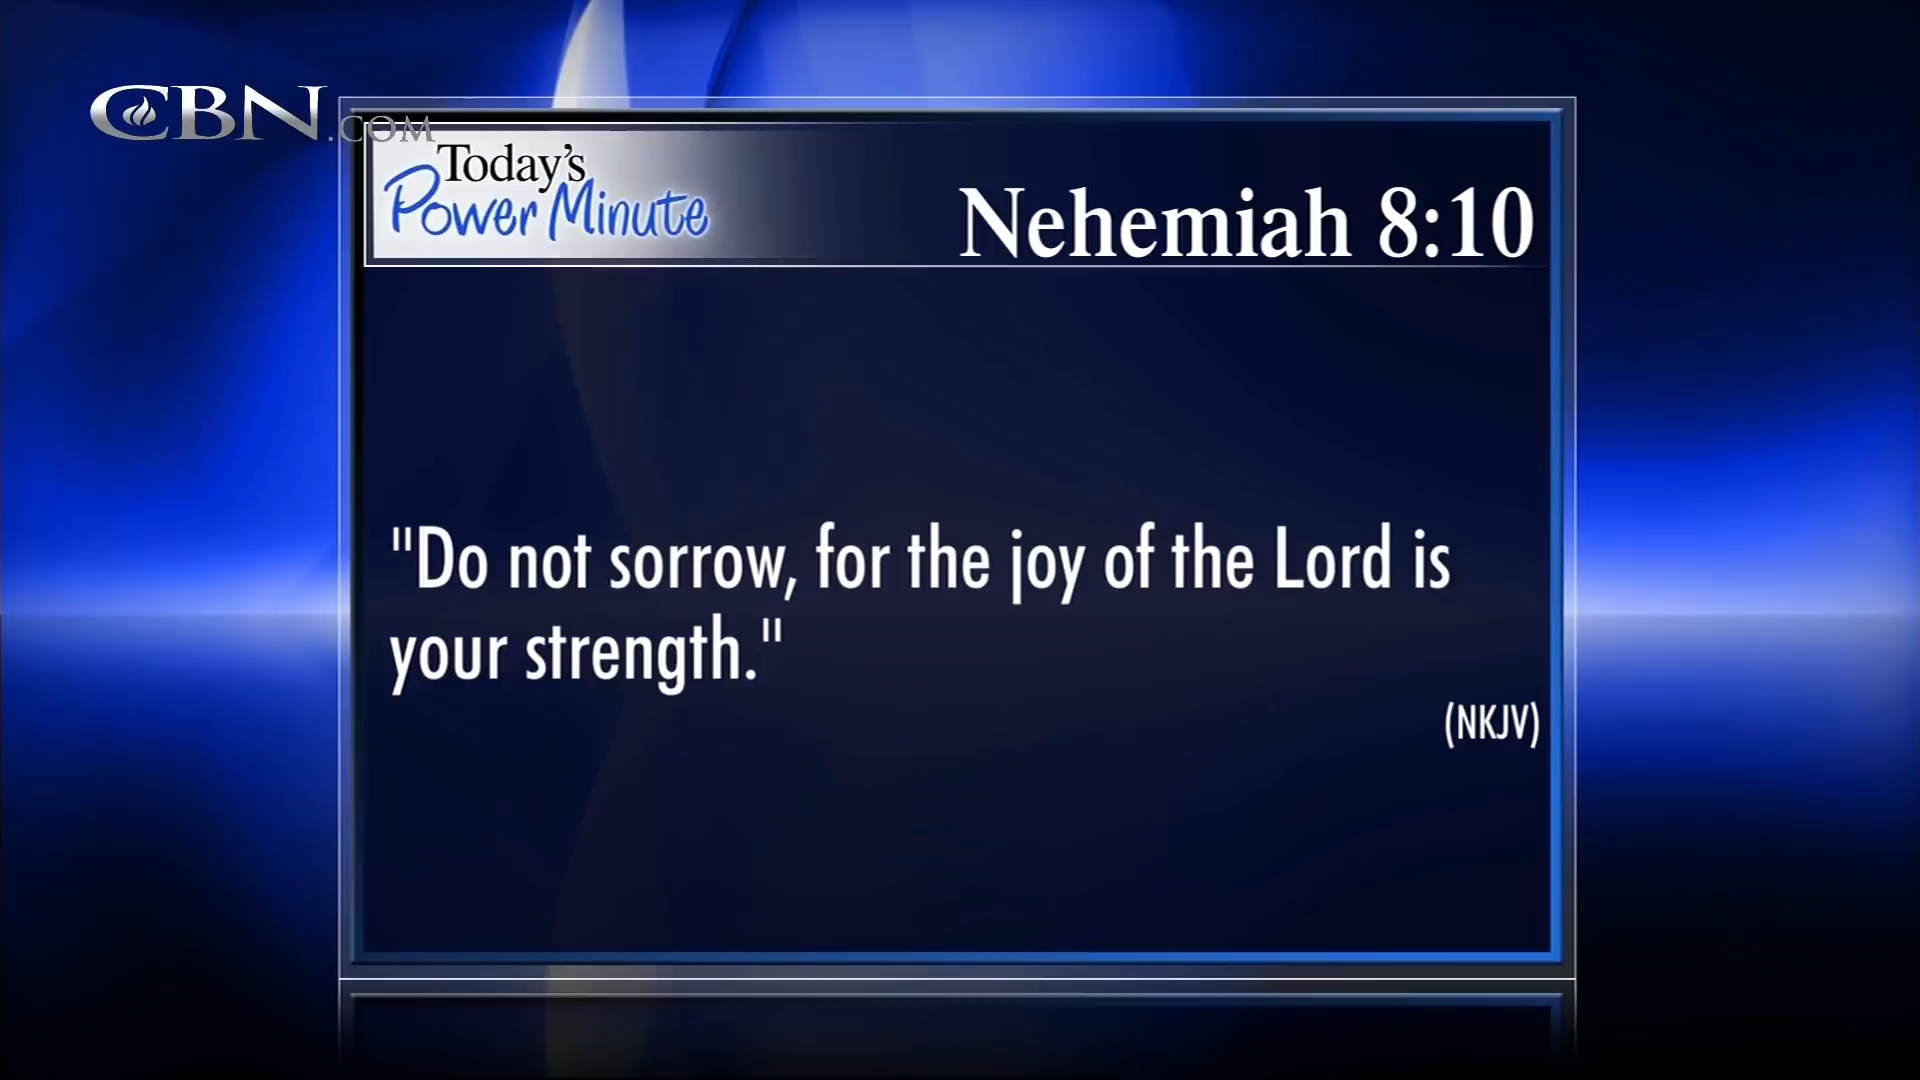 CBN.COM
Today's
Power Minute
Nehemiah 8:10
"Do not sorrow, for the joy of the Lord is
your strength."
(NKJV)